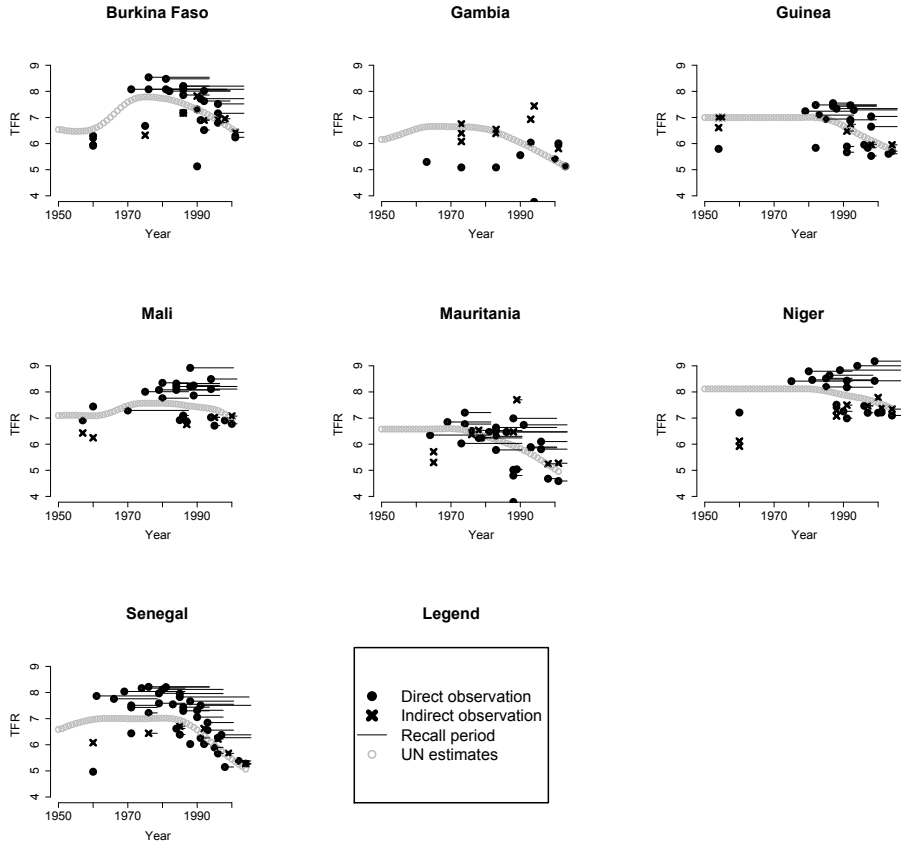 Burkina Faso
TFR
9
8
7
6
5
4
1950 1970 1990
Year
Gambia
TFR
9
8
7
6
5
4
1950 1970 1990
Year
Guinea
TFR
9
8
7
6
5
4
1950 1970 1990
Year
Mali
TFR
9
8
7
6
5
4
1950 1970 1990
Year
Mauritania
TFR
9
8
7
6
5
4
1950 1970 1990
Year
Niger
TFR
9
8
7
6
5
4
1950 1970 1990
Year
Senegal
TFR
9
8
7
6
5
4
1950 1970 1990
Year
Legend
Direct observation
Indirect observation
Recall period
UN estimates